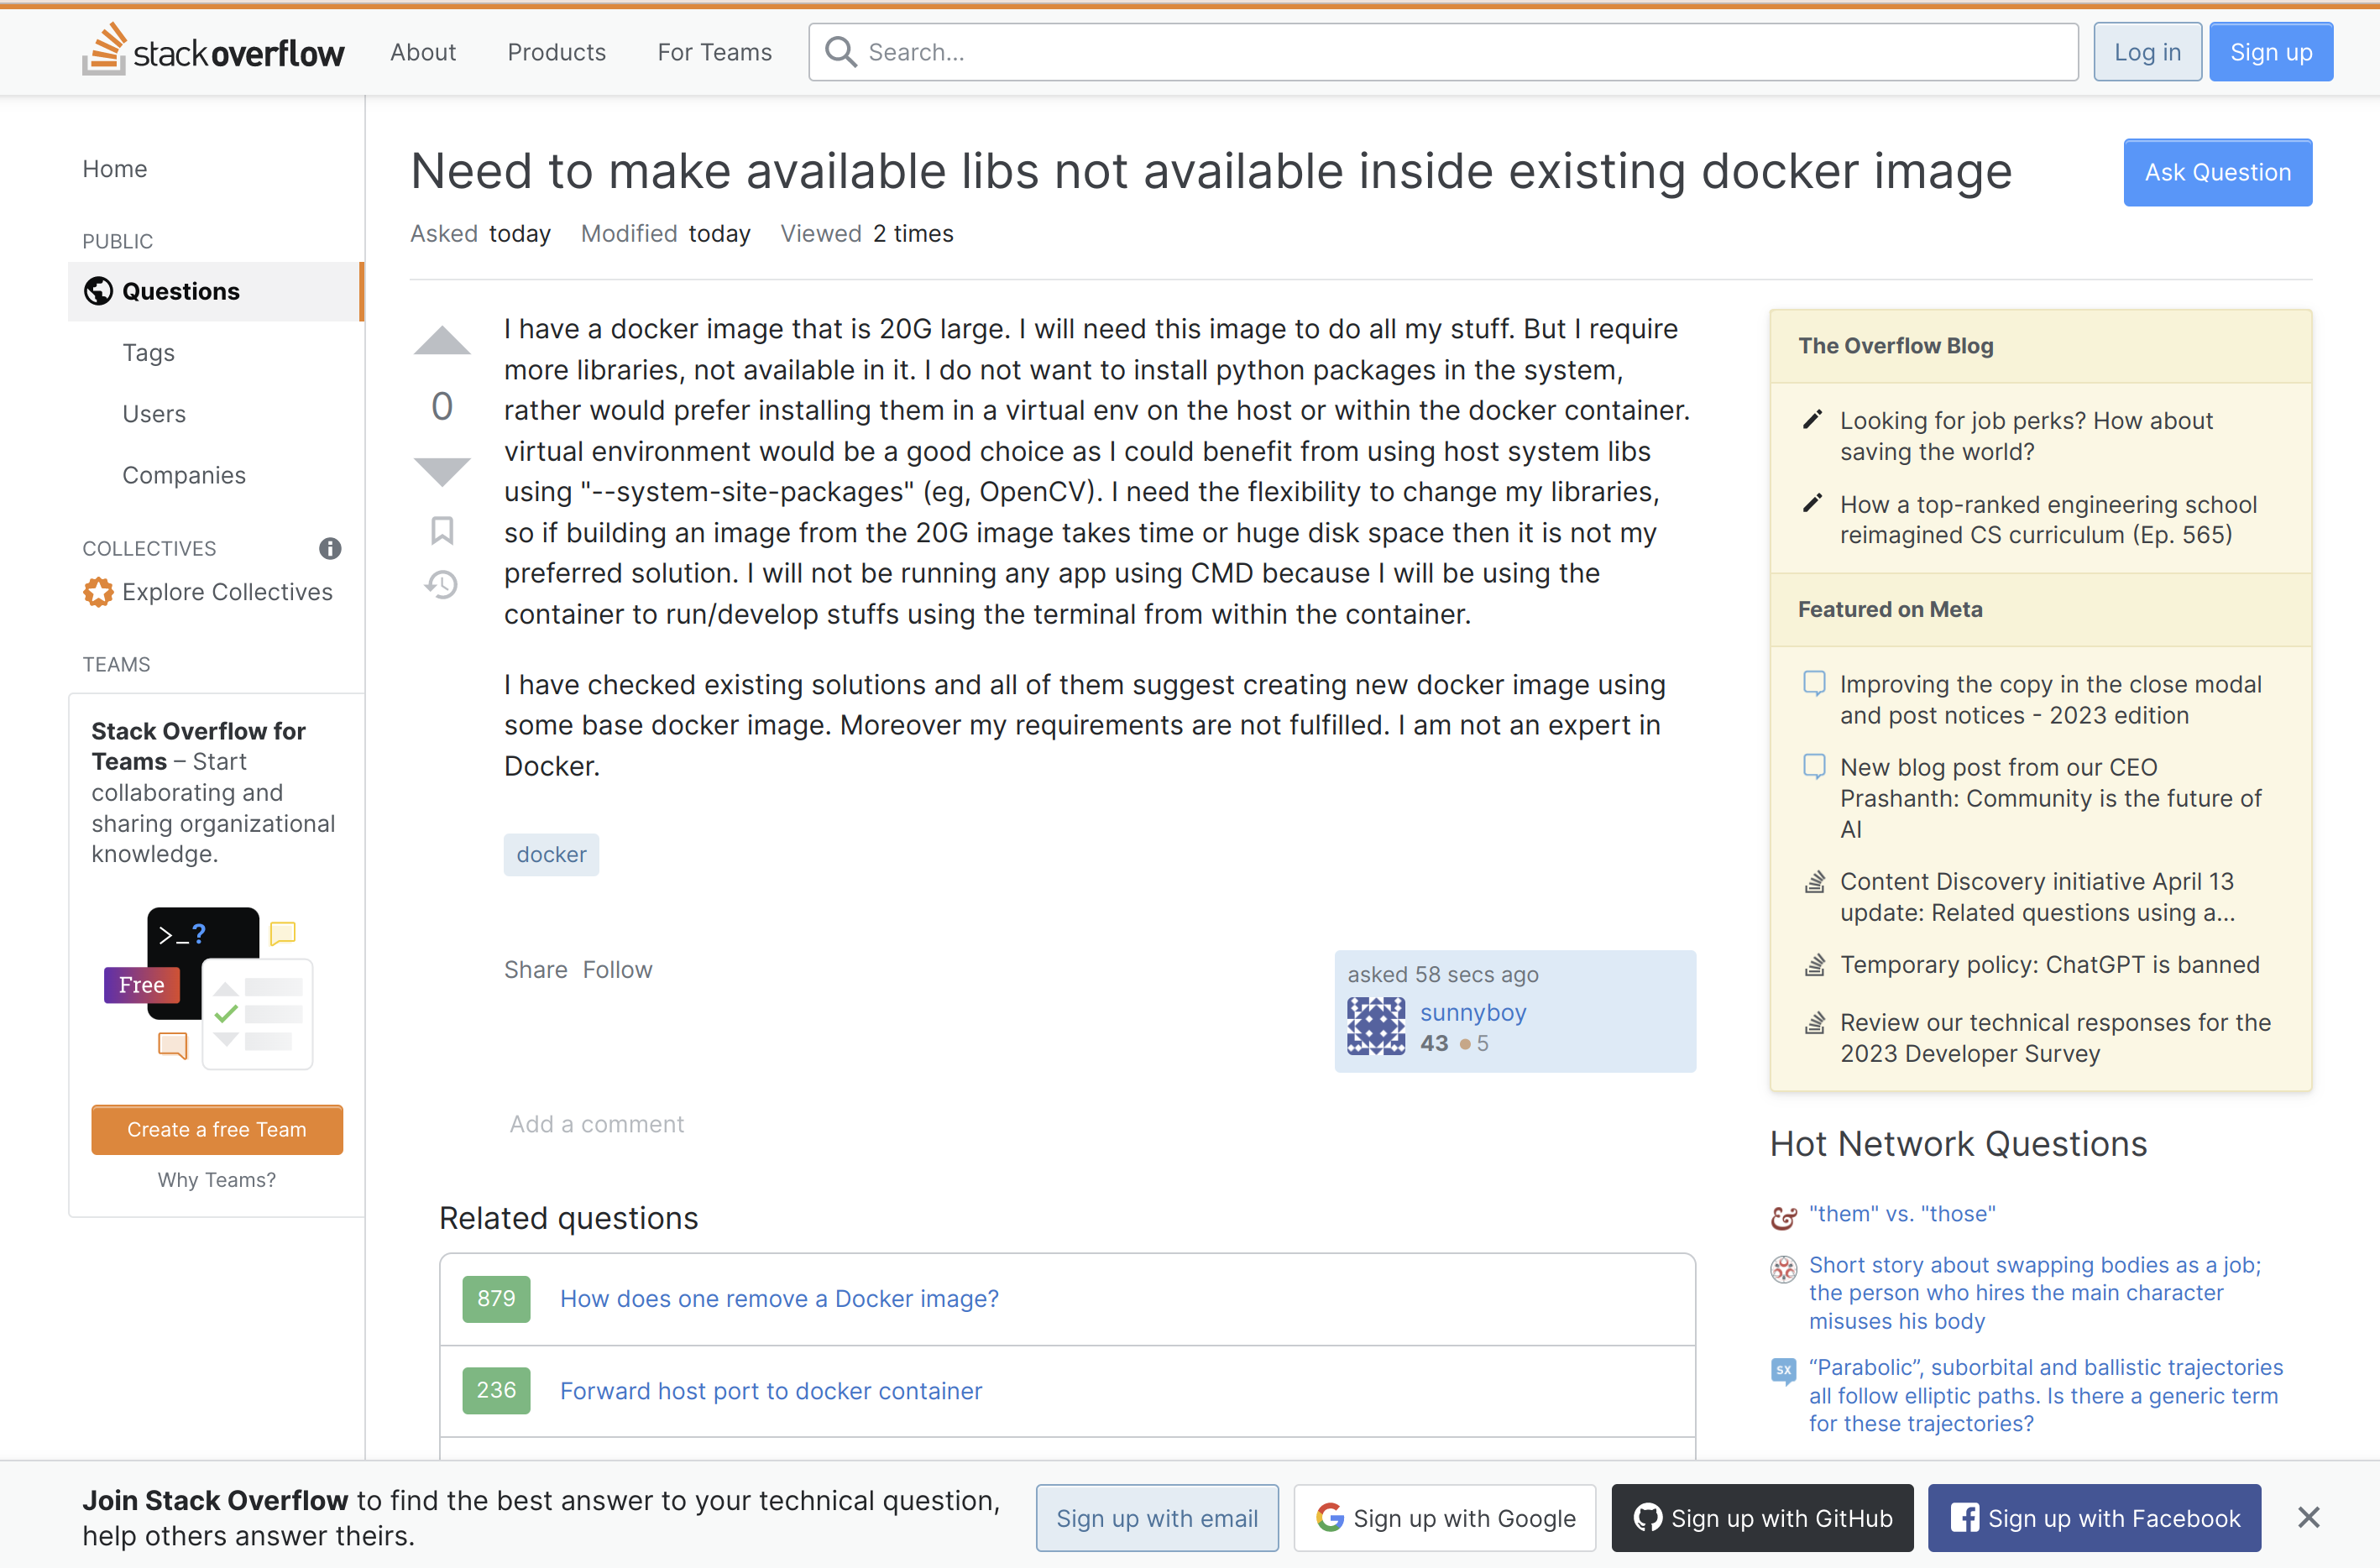 stack overflow
About
Products
For Teams
Search...
Log in
Sign up
Home
PUBLIC
Questions
Tags
Users
Companies
COLLECTIVES
Explore Collectives
TEAMS
Stack Overflow for
Teams – Start
collaborating and
sharing organizational
knowledge.
>_?
Free
Create a free Team
Why Teams?
Need to make available libs not available inside existing docker image
Ask Question
Asked today Modified today Viewed 2 times
0
I have a docker image that is 20G large. I will need this image to do all my stuff. But I require
more libraries, not available in it. I do not want to install python packages in the system,
rather would prefer installing them in a virtual env on the host or within the docker container.
virtual environment would be a good choice as I could benefit from using host system libs
using "--system-site-packages" (eg, OpenCV). I need the flexibility to change my libraries,
so if building an image from the 20G image takes time or huge disk space then it is not my
preferred solution. I will not be running any app using CMD because I will be using the
container to run/develop stuffs using the terminal from within the container.
I have checked existing solutions and all of them suggest creating new docker image using
some base docker image. Moreover my requirements are not fulfilled. I am not an expert in
Docker.
docker
Share Follow
asked 58 secs ago
sunnyboy
43 5
Add a comment
Related questions
879 How does one remove a Docker image?
236 Forward host port to docker container
The Overflow Blog
Looking for job perks? How about
saving the world?
How a top-ranked engineering school
reimagined CS curriculum (Ep. 565)
Featured on Meta
Improving the copy in the close modal
and post notices - 2023 edition
New blog post from our CEO
Prashanth: Community is the future of
AI
Content Discovery initiative April 13
update: Related questions using a...
Temporary policy: ChatGPT is banned
Review our technical responses for the
2023 Developer Survey
Hot Network Questions
"them" vs. "those"
Short story about swapping bodies as a job;
the person who hires the main character
misuses his body
SX
“Parabolic”, suborbital and ballistic trajectories
all follow elliptic paths. Is there a generic term
for these trajectories?
Join Stack Overflow to find the best answer to your technical question,
help others answer theirs.
Sign up with email
Sign up with Google
Sign up with GitHub
Sign up with Facebook